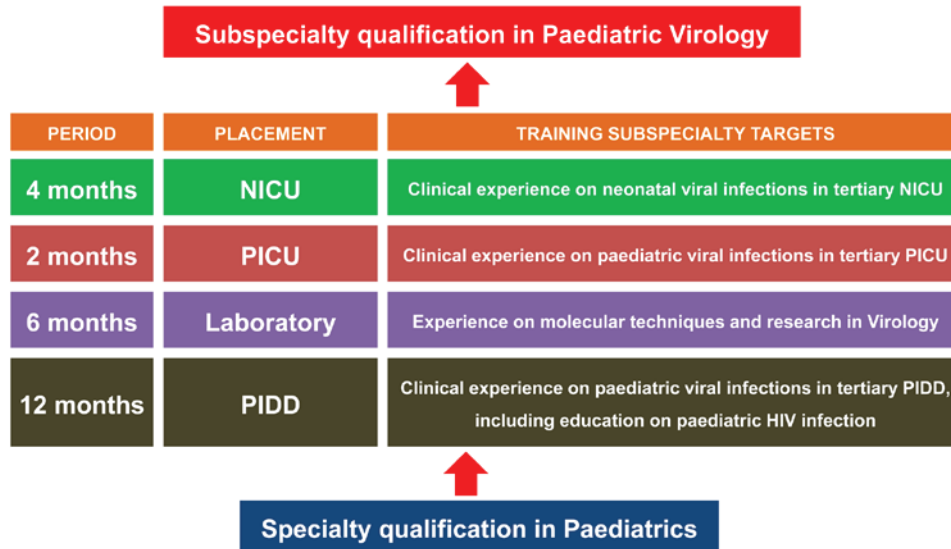 Subspecialty qualification in Paediatric Virology
PERIOD PLACEMENT TRAINING SUBSPECIALTY TARGETS
4 months NICU Clinical experience on neonatal viral infections in tertiary NICU
2 months PICU Clinical experience on paediatric viral infections in tertiary PICU
6 months Laboratory Experience on molecular techniques and research in Virology
12 months PIDD Clinical experience on paediatric viral infections in tertiary PIDD,
including education on paediatric HIV infection
Specialty qualification in Paediatrics